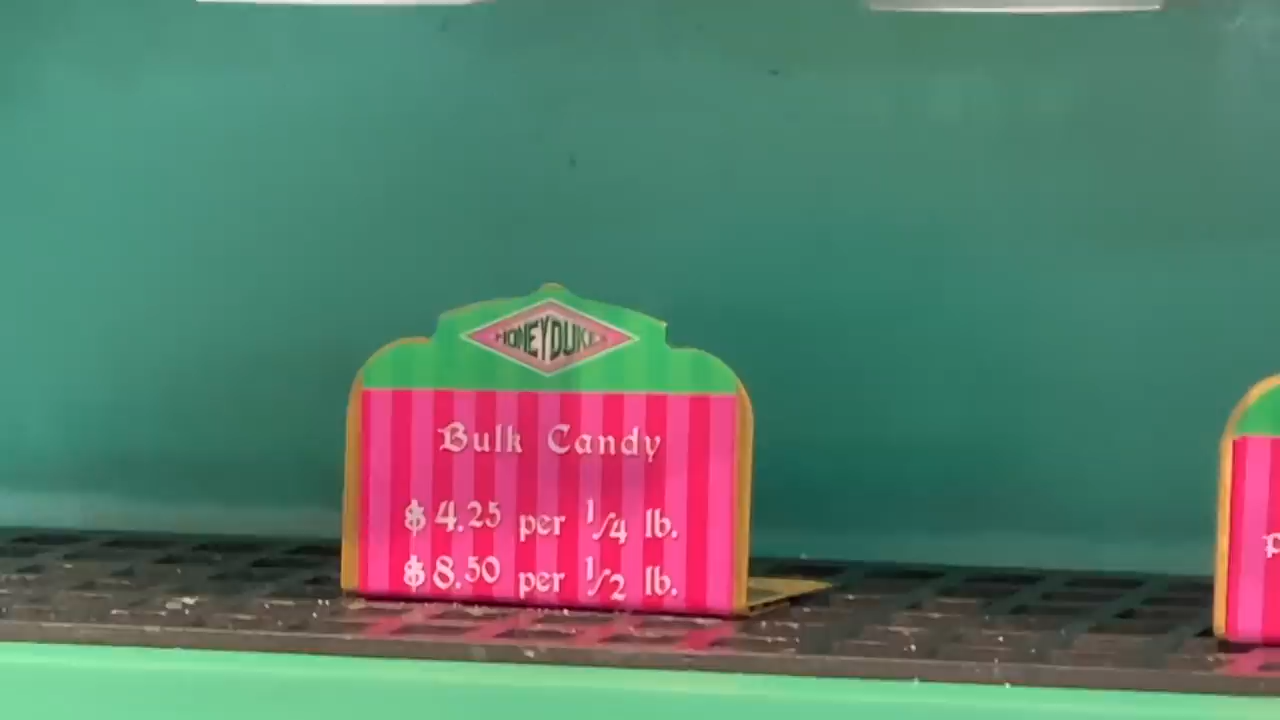 HONEYDUKES
Bulk Candy
$4.25 per 1/4 lb.
$8.50 per 1/2 lb.